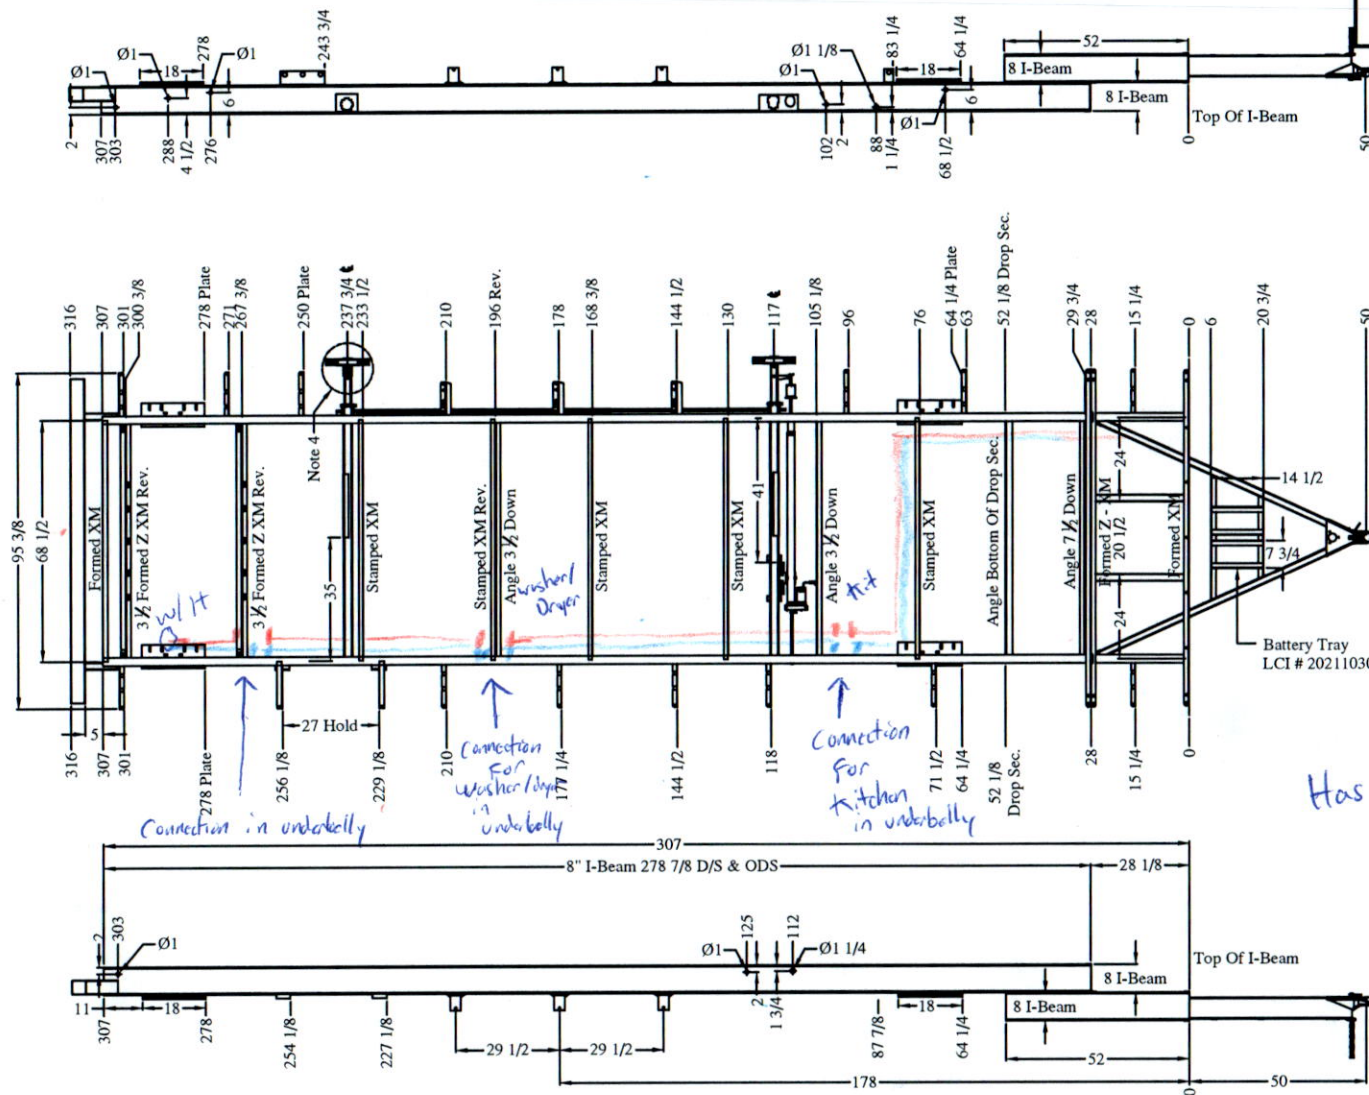 278
243 3/4
83 1/4
64 1/4
Ø1
Ø1
Ø1
18
Ø1
Ø1 1/8
18
52
8 I-Beam
8 I-Beam
6
6
Ø1
Top Of I-Beam
2
307
303
288
4 1/2
276
102
2
88
1 1/4
68 1/2
0
50
316
307
301
300 3/8
278 Plate
271
267 3/8
250 Plate
237 3/4 ℄
233 1/2
210
196 Rev.
178
168 3/8
144 1/2
130
117 ℄
105 1/8
96
76
64 1/4 Plate
63
52 1/8 Drop Sec.
29 3/4
28
15 1/4
0
6
20 3/4
50
95 3/8
68 1/2
Formed XM
3 ½ Formed Z XM Rev.
3 ½ Formed Z XM Rev.
Note 4
35
Stamped XM
Stamped XM Rev.
Angle 3 ½ Down
Stamped XM
Stamped XM
41
Angle 3 ½ Down
Stamped XM
Angle Bottom Of Drop Sec.
Angle 7 ½ Down
Formed Z - XM
20 1/2
Formed XM
24
24
14 1/2
7 3/4
w/H
washer/
Dryer
Kit
Battery Tray
LCI # 2021103
5
27 Hold
316
307
301
278 Plate
256 1/8
229 1/8
210
177 1/4
144 1/2
118
71 1/2
64 1/4
52 1/8
Drop Sec.
28
15 1/4
0
Connection in underbelly
Connection
For
washer/dryer
in
underbelly
Connection
For
Kitchen
in underbelly
Has
307
8" I-Beam 278 7/8 D/S & ODS
28 1/8
2
303
Ø1
Ø1
125
112
Ø1 1/4
Top Of I-Beam
8 I-Beam
8 I-Beam
11
18
2
1 3/4
18
307
278
254 1/8
227 1/8
29 1/2
29 1/2
87 7/8
64 1/4
52
178
0
50